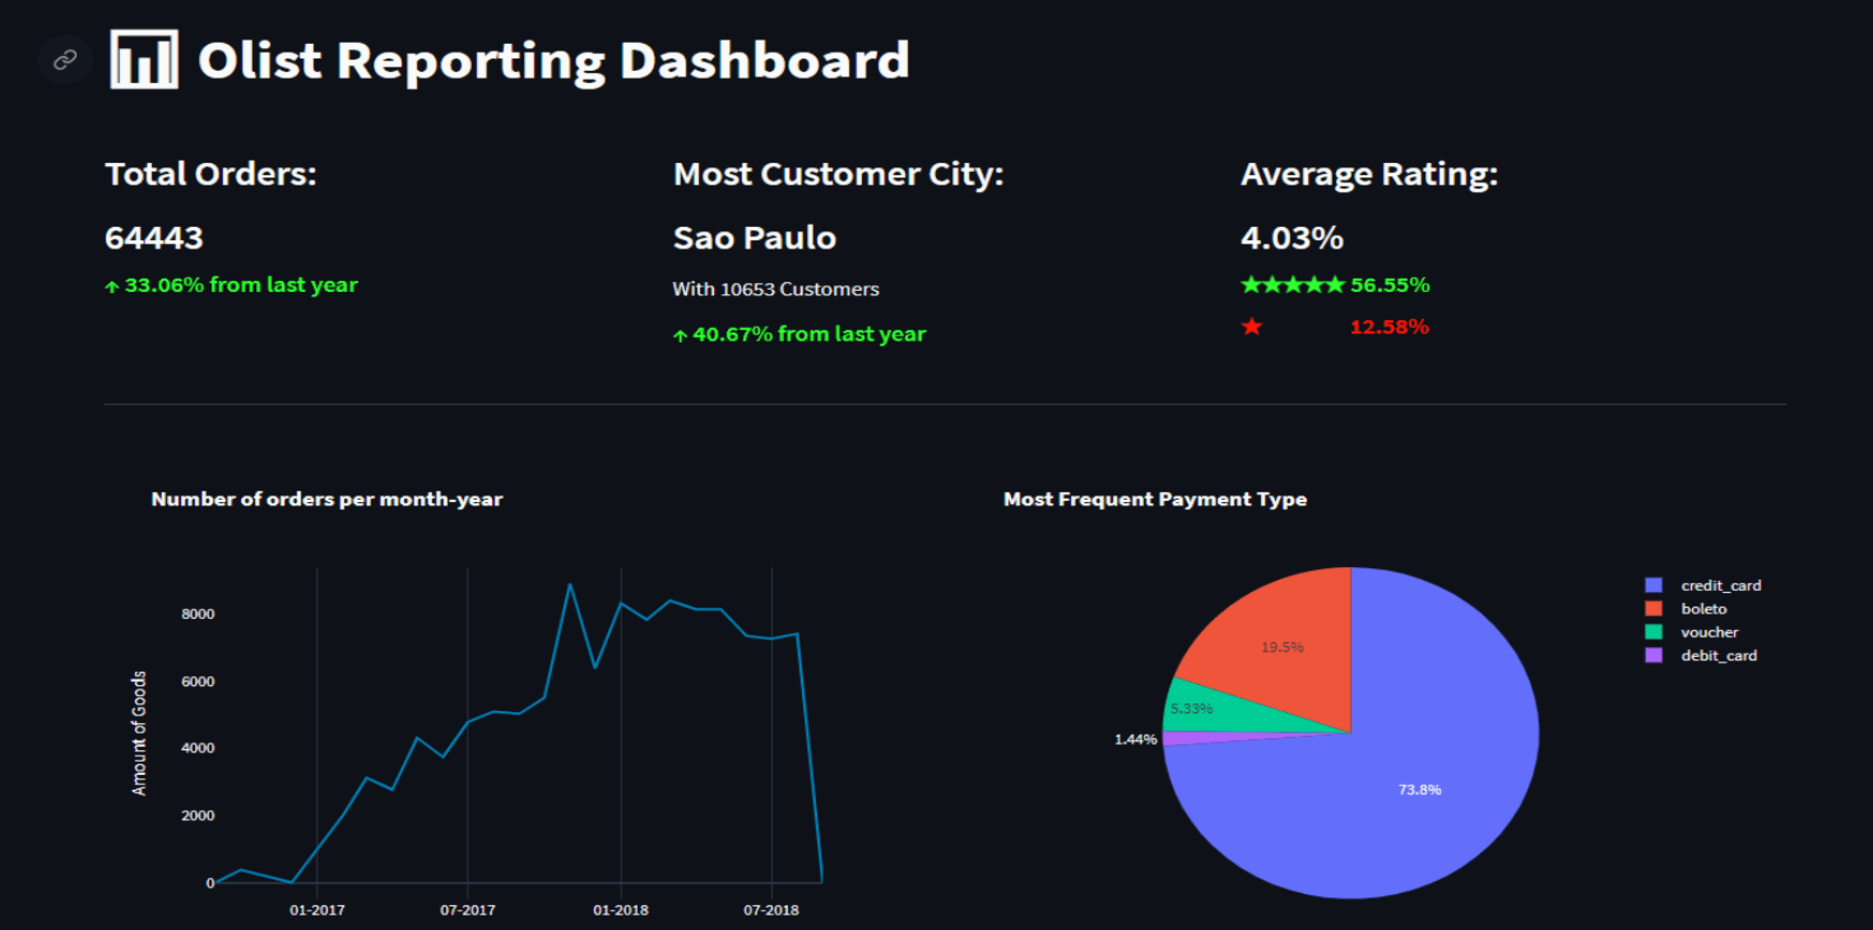 Olist Reporting Dashboard
Total Orders:
64443
↑ 33.06% from last year
Most Customer City:
Sao Paulo
With 10653 Customers
↑ 40.67% from last year
Average Rating:
4.03%
★★★★★ 56.55%
★ 12.58%
Number of orders per month-year
Amount of Goods
8000
6000
4000
2000
0
01-2017
07-2017
01-2018
07-2018
Most Frequent Payment Type
19.5%
5.33%
1.44%
73.8%
credit_card
boleto
voucher
debit_card